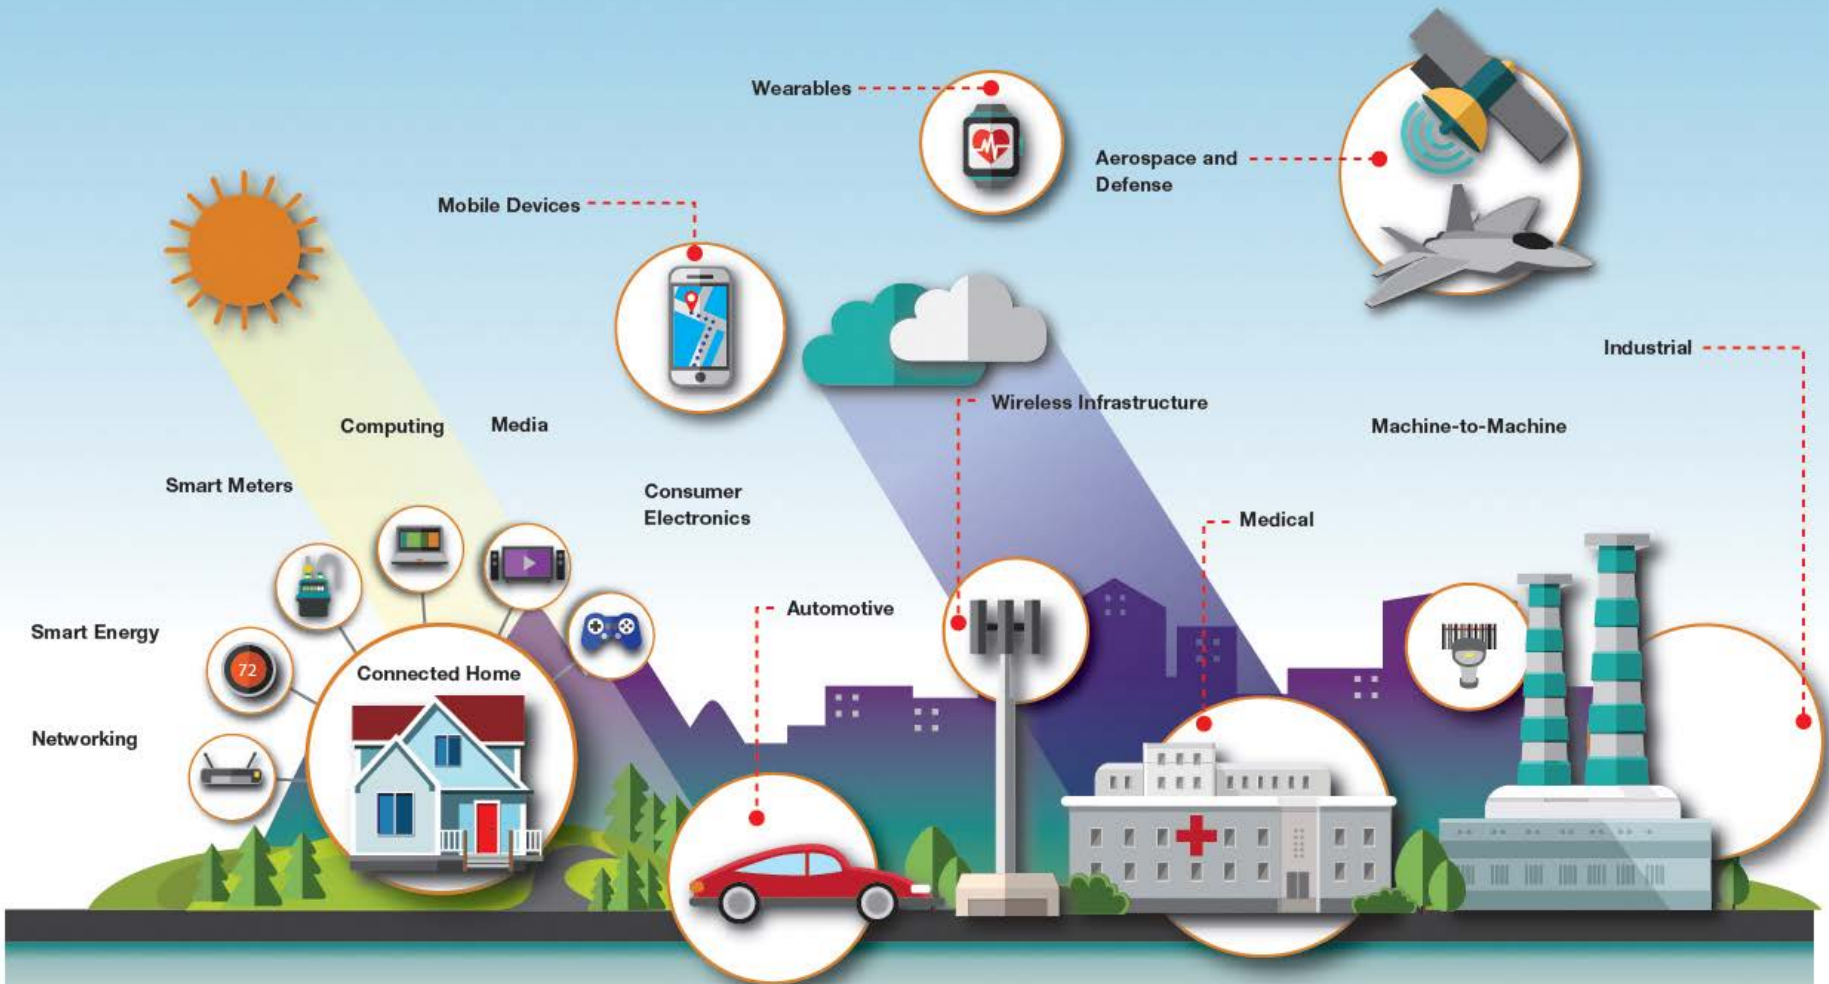 Wearables
Aerospace and
Defense
Mobile Devices
Industrial
Wireless Infrastructure
Computing
Media
Machine-to-Machine
Smart Meters
Consumer
Electronics
Medical
Automotive
Smart Energy
72
Connected Home
Networking